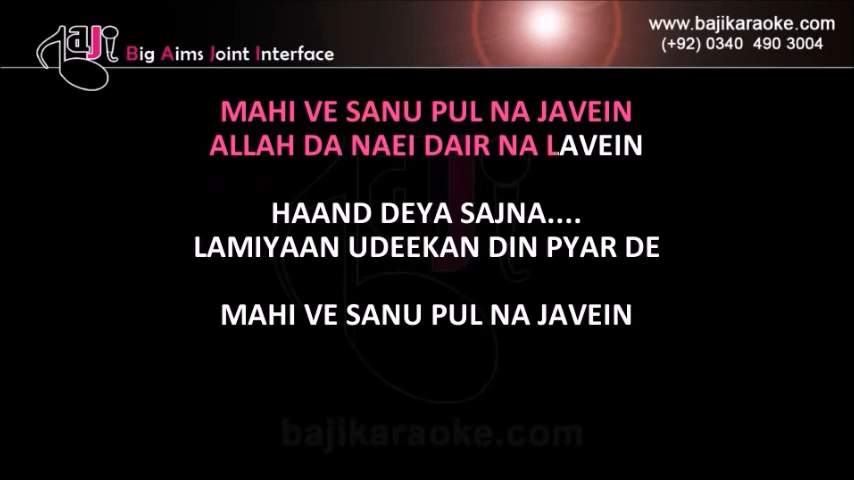 baji Big Aims Joint Interface
www.bajikaraoke.com
(+92) 0340 490 3004
MAHI VE SANU PUL NA JAVEIN
ALLAH DA NAEI DAIR NA LAVEIN
HAAND DEYA SAJNA....
LAMIYAAN UDEEKAN DIN PYAR DE
MAHI VE SANU PUL NA JAVEIN
bajikaraoke.com